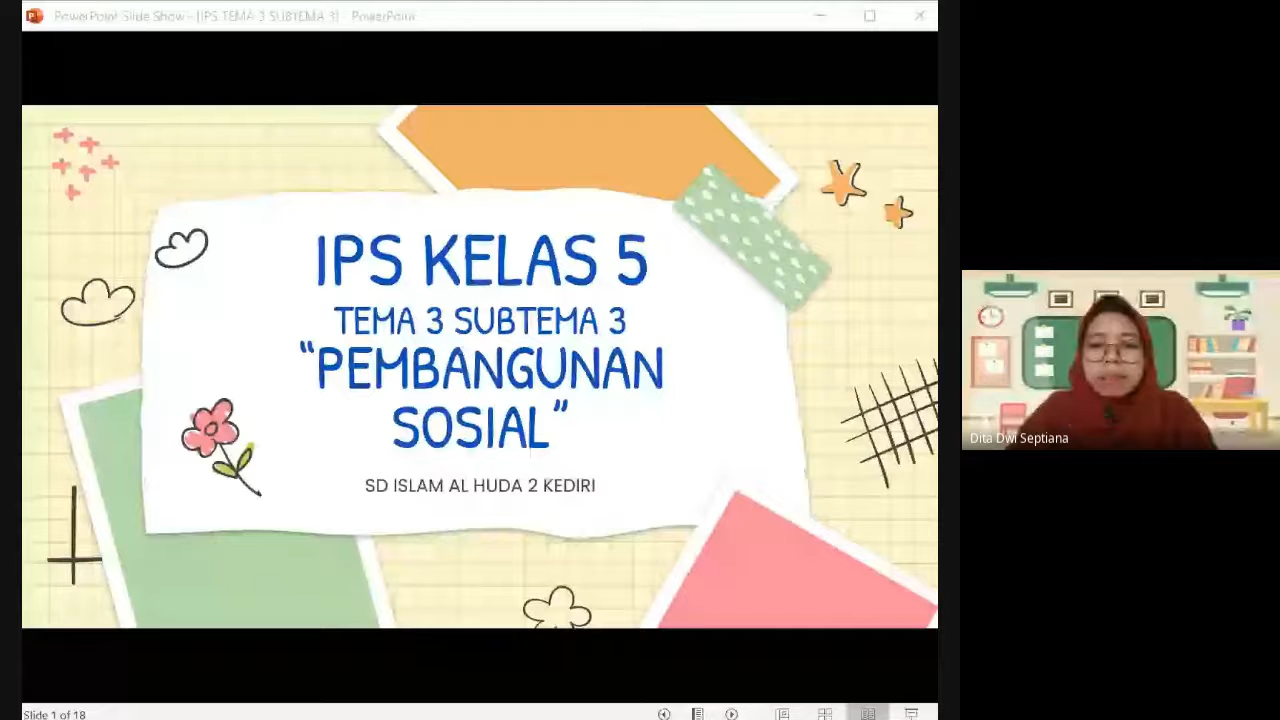 PowerPoint Slide Show - [IPS TEMA 3 SUBTEMA 3] - PowerPoint
IPS KELAS 5
TEMA 3 SUBTEMA 3
“PEMBANGUNAN
SOSIAL”
SD ISLAM AL HUDA 2 KEDIRI
Dita Dwi Septiana
Slide 1 of 18